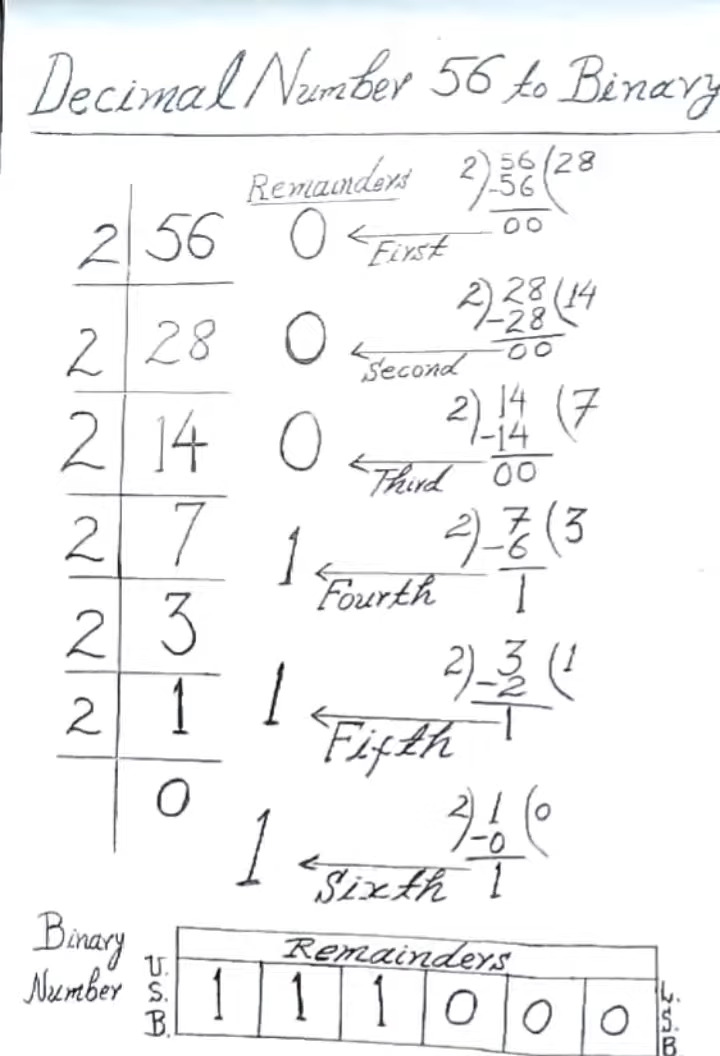 Decimal Number 56 to Binary
Remainders
2 56 0 First 2) 56 (28
-56
00
2 28 0 Second 2) 28 (14
-28
00
2 14 0 Third 2) 14 (7
-14
00
2 7 1 Fourth 2) 7 (3
-6
1
2 3 1 Fifth 2) 3 (1
-2
1
2 1 1 Sixth 2) 1 (0
-0
1
0
Binary Number
Remainders
U.S.B. 1 1 1 0 0 0 L.S.B